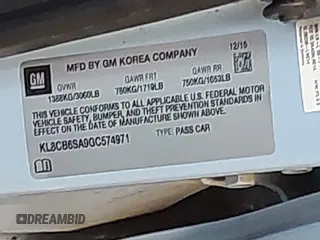 GM
MFD BY GM KOREA COMPANY
12/15
GVWR GAWR FRT GAWR RR
1388KG/3060LB 780KG/1719LB 750KG/1653LB
THIS VEHICLE CONFORMS TO ALL APPLICABLE U.S. FEDERAL MOTOR
VEHICLE SAFETY, BUMPER, AND THEFT PREVENTION STANDARDS
IN EFFECT ON THE DATE OF MANUFACTURE SHOWN ABOVE.
KL8CB6SA9GC574971 TYPE: PASS CAR
DREAMBID